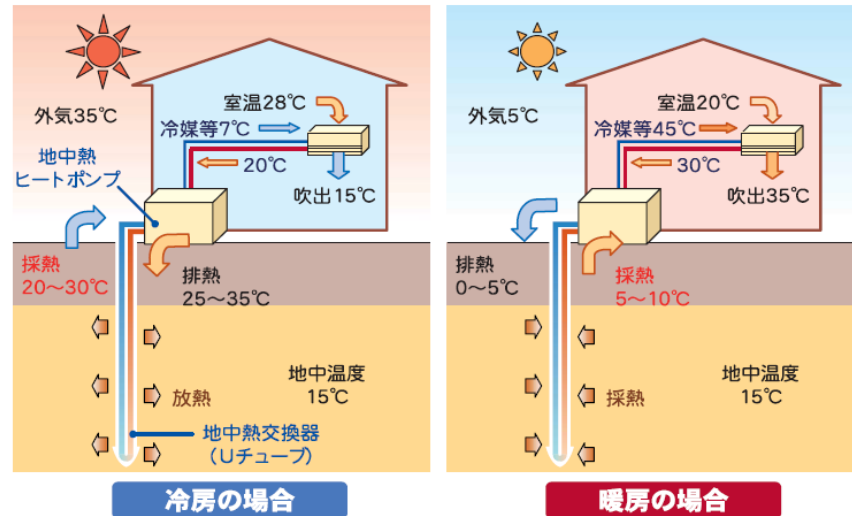 外気35℃
室温28℃
冷媒等7℃
20℃
吹出15℃
地中熱
ヒートポンプ
採熱
20〜30℃
排熱
25〜35℃
放熱
地中温度
15℃
地中熱交換器
(Uチューブ)
冷房の場合
外気5℃
室温20℃
冷媒等45℃
30℃
吹出35℃
排熱
0〜5℃
採熱
5〜10℃
採熱
地中温度
15℃
暖房の場合